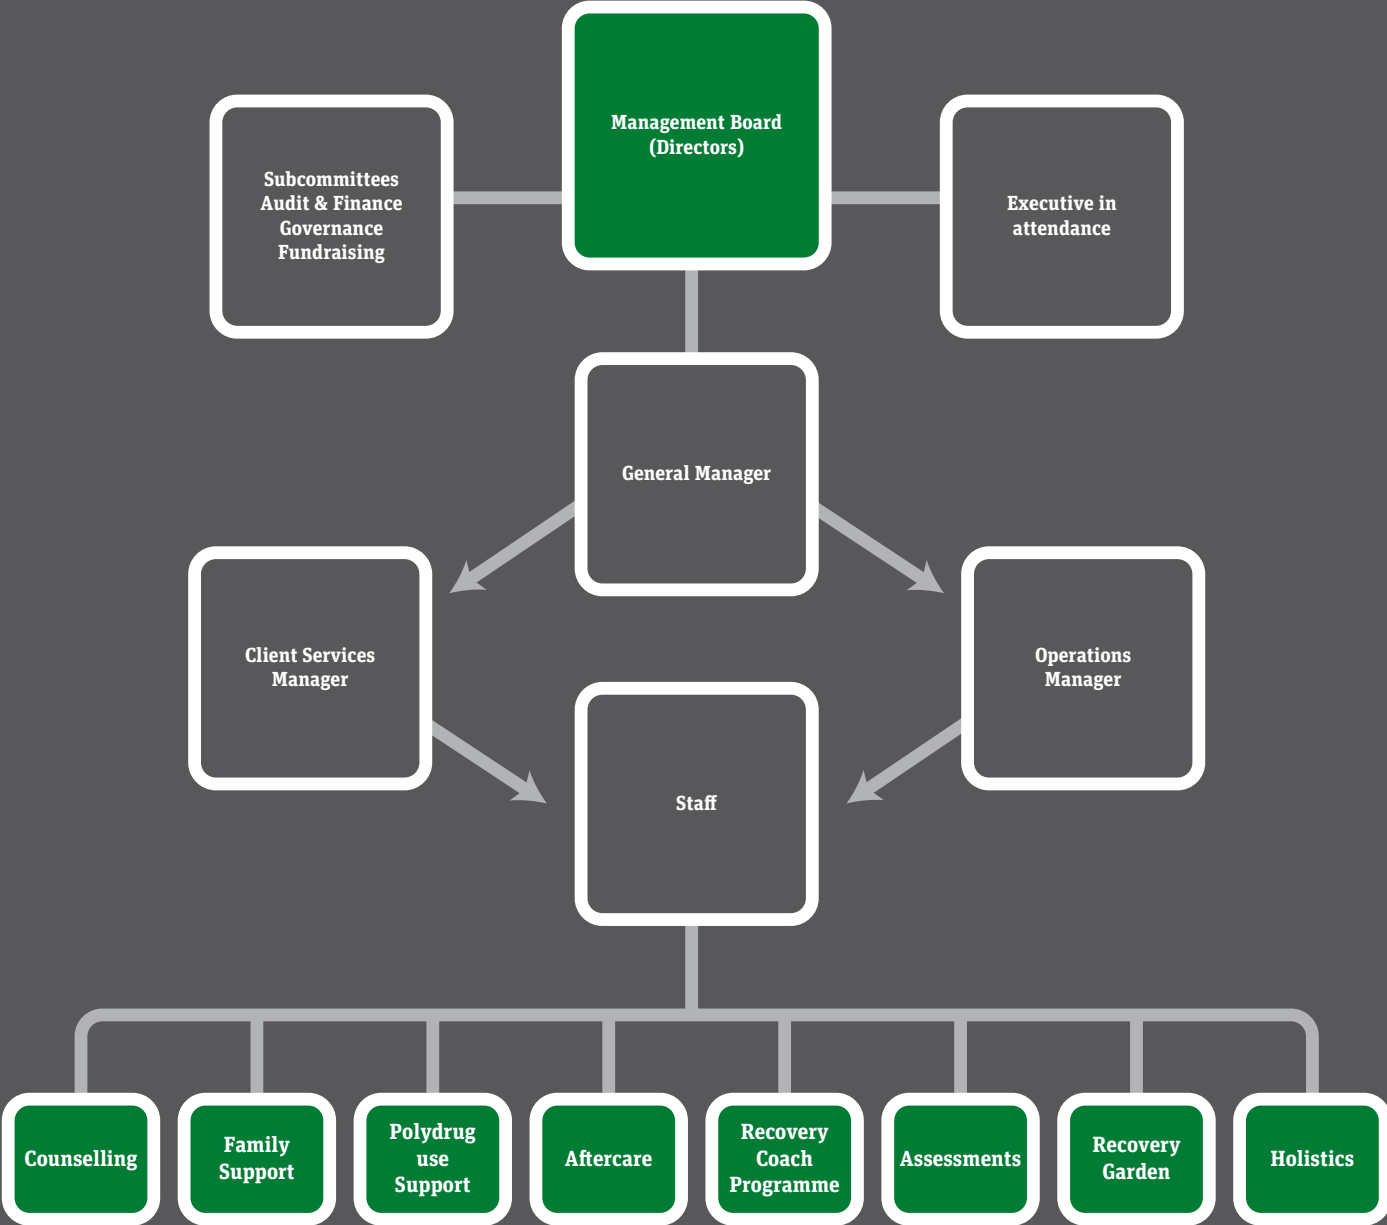 Management Board
(Directors)
Subcommittees
Audit & Finance
Governance
Fundraising
Executive in
attendance
General Manager
Client Services
Manager
Operations
Manager
Staff
Counselling
Family
Support
Polydrug
use
Support
Aftercare
Recovery
Coach
Programme
Assessments
Recovery
Garden
Holistics